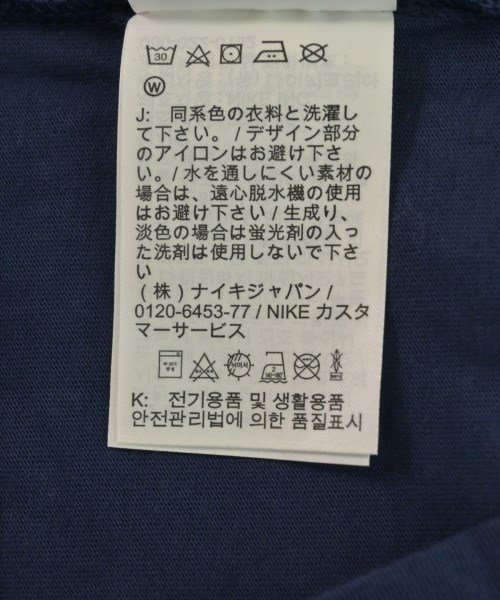 30
W
J:　同系色の衣料と洗濯し
て下さい。/ デザイン部分
のアイロンはお避け下さ
い。/ 水を通しにくい素材の
場合は、遠心脱水機の使用
はお避け下さい / 生成り、
淡色の場合は蛍光剤の入っ
た洗剤は使用しないで下さ
い
（株）ナイキジャパン /
0120-6453-77 / NIKE カスタ
マーサービス
K:　전기용품 및 생활용품
안전관리법에 의한 품질표시